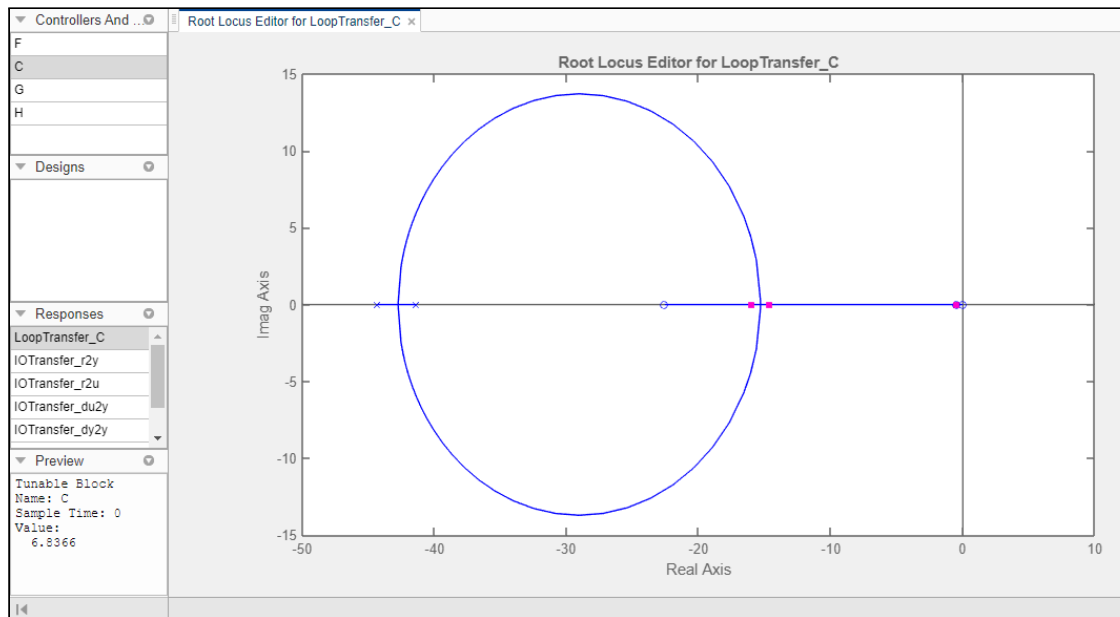 Controllers And ...
F
C
G
H
Designs
Responses
LoopTransfer_C
IOTransfer_r2y
IOTransfer_r2u
IOTransfer_du2y
IOTransfer_dy2y
Preview
Tunable Block
Name: C
Sample Time: 0
Value:
6.8366
Root Locus Editor for LoopTransfer_C ×
Root Locus Editor for LoopTransfer_C
Imag Axis
15
10
5
0
-5
-10
-15
-50 -40 -30 -20 -10 0 10
Real Axis